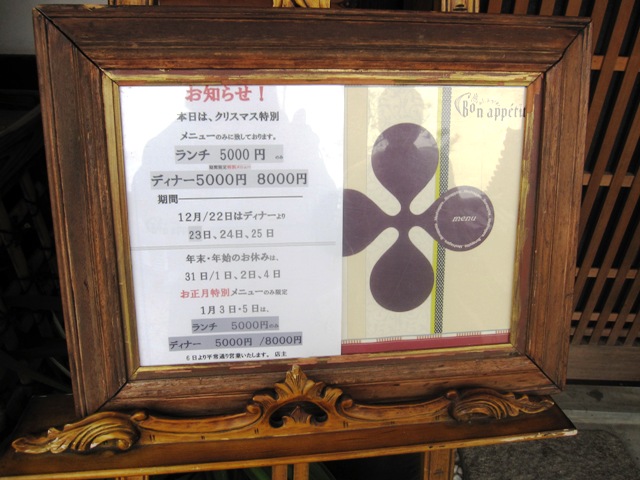 お知らせ！
本日は、クリスマス特別
メニューのみに致しております。
ランチ 5000円 のみ
ディナー5000円 8000円
期間
12月/22日はディナーより
23日、24日、25日
年末・年始のお休みは、
31日/1日、2日、4日
お正月特別メニューのみ限定
1月3日・5日は、
ランチ 5000円のみ
ディナー 5000円 /8000円
6日より平常通り営業いたします。 店主
Bon appétit
menu